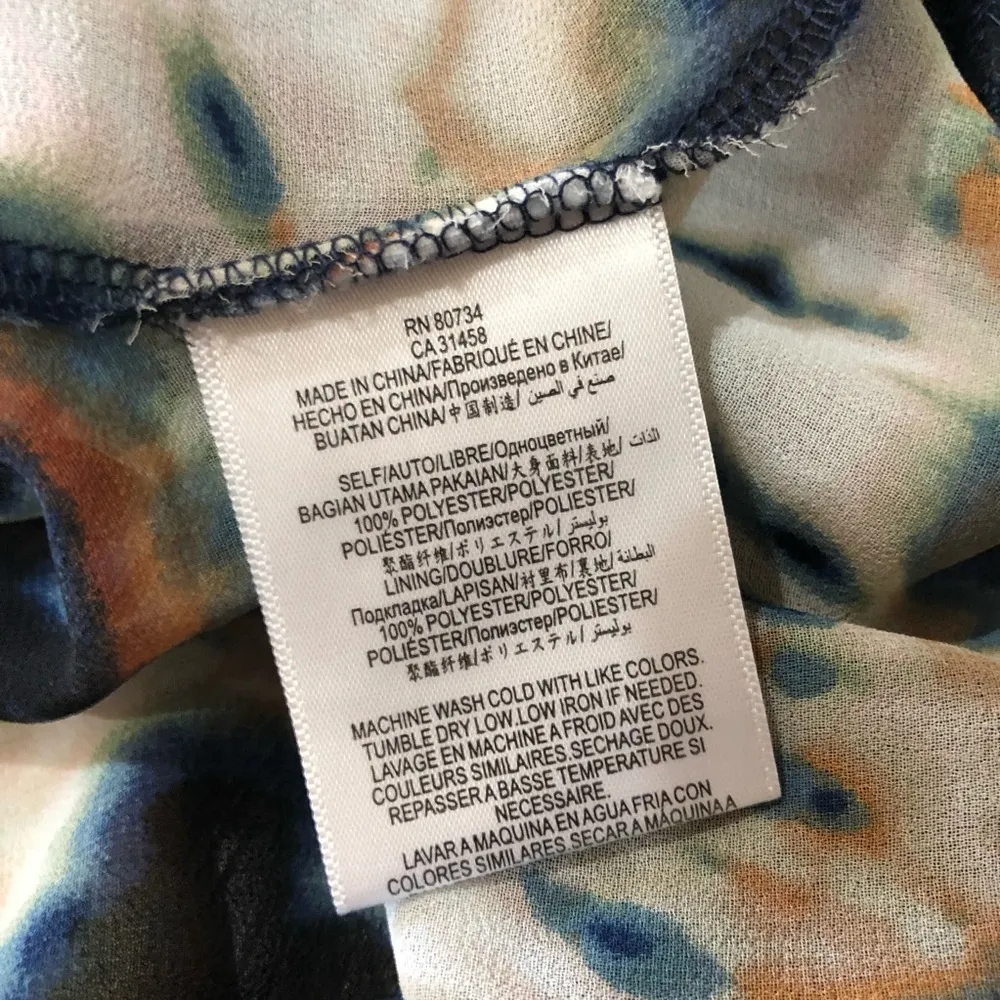 RN 80734
CA 31458
MADE IN CHINA/FABRIQUÉ EN CHINE/
HECHO EN CHINA/Произведено в Китае/
BUATAN CHINA/中国制造/ صنع في الصين
SELF/AUTO/LIBRE/Одноцветный/
BAGIAN UTAMA PAKAIAN/大身面料/表地/ الذات
100% POLYESTER/POLYESTER/
POLIÉSTER/Полиэстер/POLIESTER/
聚酯纤维/ポリエステル/ بوليستر
LINING/DOUBLURE/FORRO/
Подкладка/LAPISAN/衬里布/裏地/ البطانة
100% POLYESTER/POLYESTER/
POLIÉSTER/Полиэстер/POLIESTER/
聚酯纤维/ポリエステル/ بوليستر
MACHINE WASH COLD WITH LIKE COLORS.
TUMBLE DRY LOW.LOW IRON IF NEEDED.
LAVAGE EN MACHINE A FROID AVEC DES
COULEURS SIMILAIRES.SECHAGE DOUX.
REPASSER A BASSE TEMPERATURE SI
NECESSAIRE.
LAVAR A MAQUINA EN AGUA FRIA CON
COLORES SIMILARES SECAR A MAQUINA A